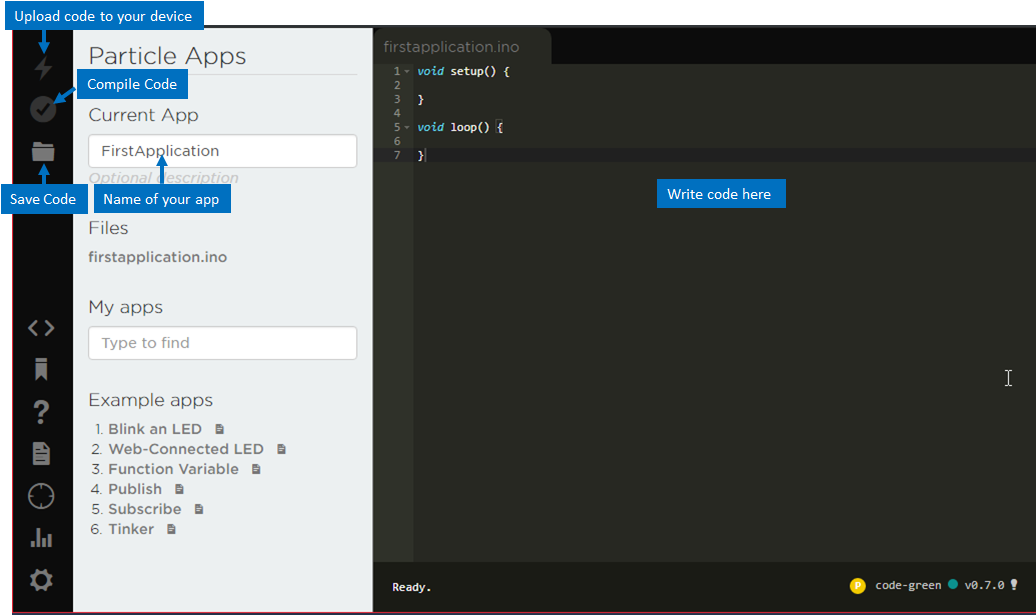 Upload code to your device
Particle Apps
Compile Code
Current App
FirstApplication
Optional description
Save Code
Name of your app
Files
firstapplication.ino
My apps
Type to find
Example apps
1. Blink an LED
2. Web-Connected LED
3. Function Variable
4. Publish
5. Subscribe
6. Tinker
firstapplication.ino
1 void setup() {
2
3 }
4
5 void loop() {
6
7 }
Write code here
Ready.
P code-green v0.7.0